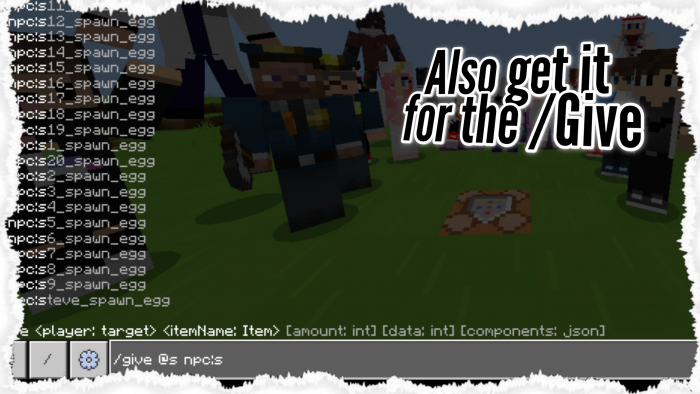 npc:s11_spawn_egg
npc:s12_spawn_egg
npc:s13_spawn_egg
npc:s14_spawn_egg
npc:s15_spawn_egg
npc:s16_spawn_egg
npc:s17_spawn_egg
npc:s18_spawn_egg
npc:s19_spawn_egg
npc:s1_spawn_egg
npc:s20_spawn_egg
npc:s2_spawn_egg
npc:s3_spawn_egg
npc:s4_spawn_egg
npc:s5_spawn_egg
npc:s6_spawn_egg
npc:s7_spawn_egg
npc:s8_spawn_egg
npc:s9_spawn_egg
npc:steve_spawn_egg
Also get it
for the /Give
e <player: target> <itemName: Item> [amount: int] [data: int] [components: json]
/
/give @s npc:s